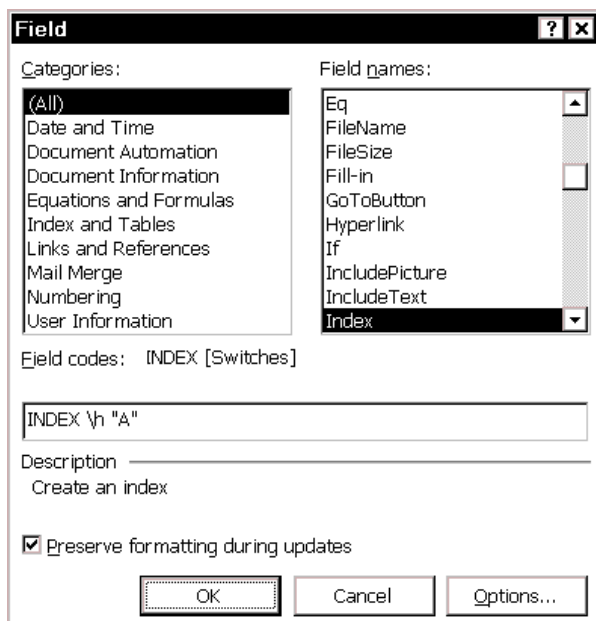 Field
Categories:
(All)
Date and Time
Document Automation
Document Information
Equations and Formulas
Index and Tables
Links and References
Mail Merge
Numbering
User Information
Field names:
Eq
FileName
FileSize
Fill-in
GoToButton
Hyperlink
If
IncludePicture
IncludeText
Index
Field codes: INDEX [Switches]
INDEX \h "A"
Description
Create an index
Preserve formatting during updates
OK Cancel Options...